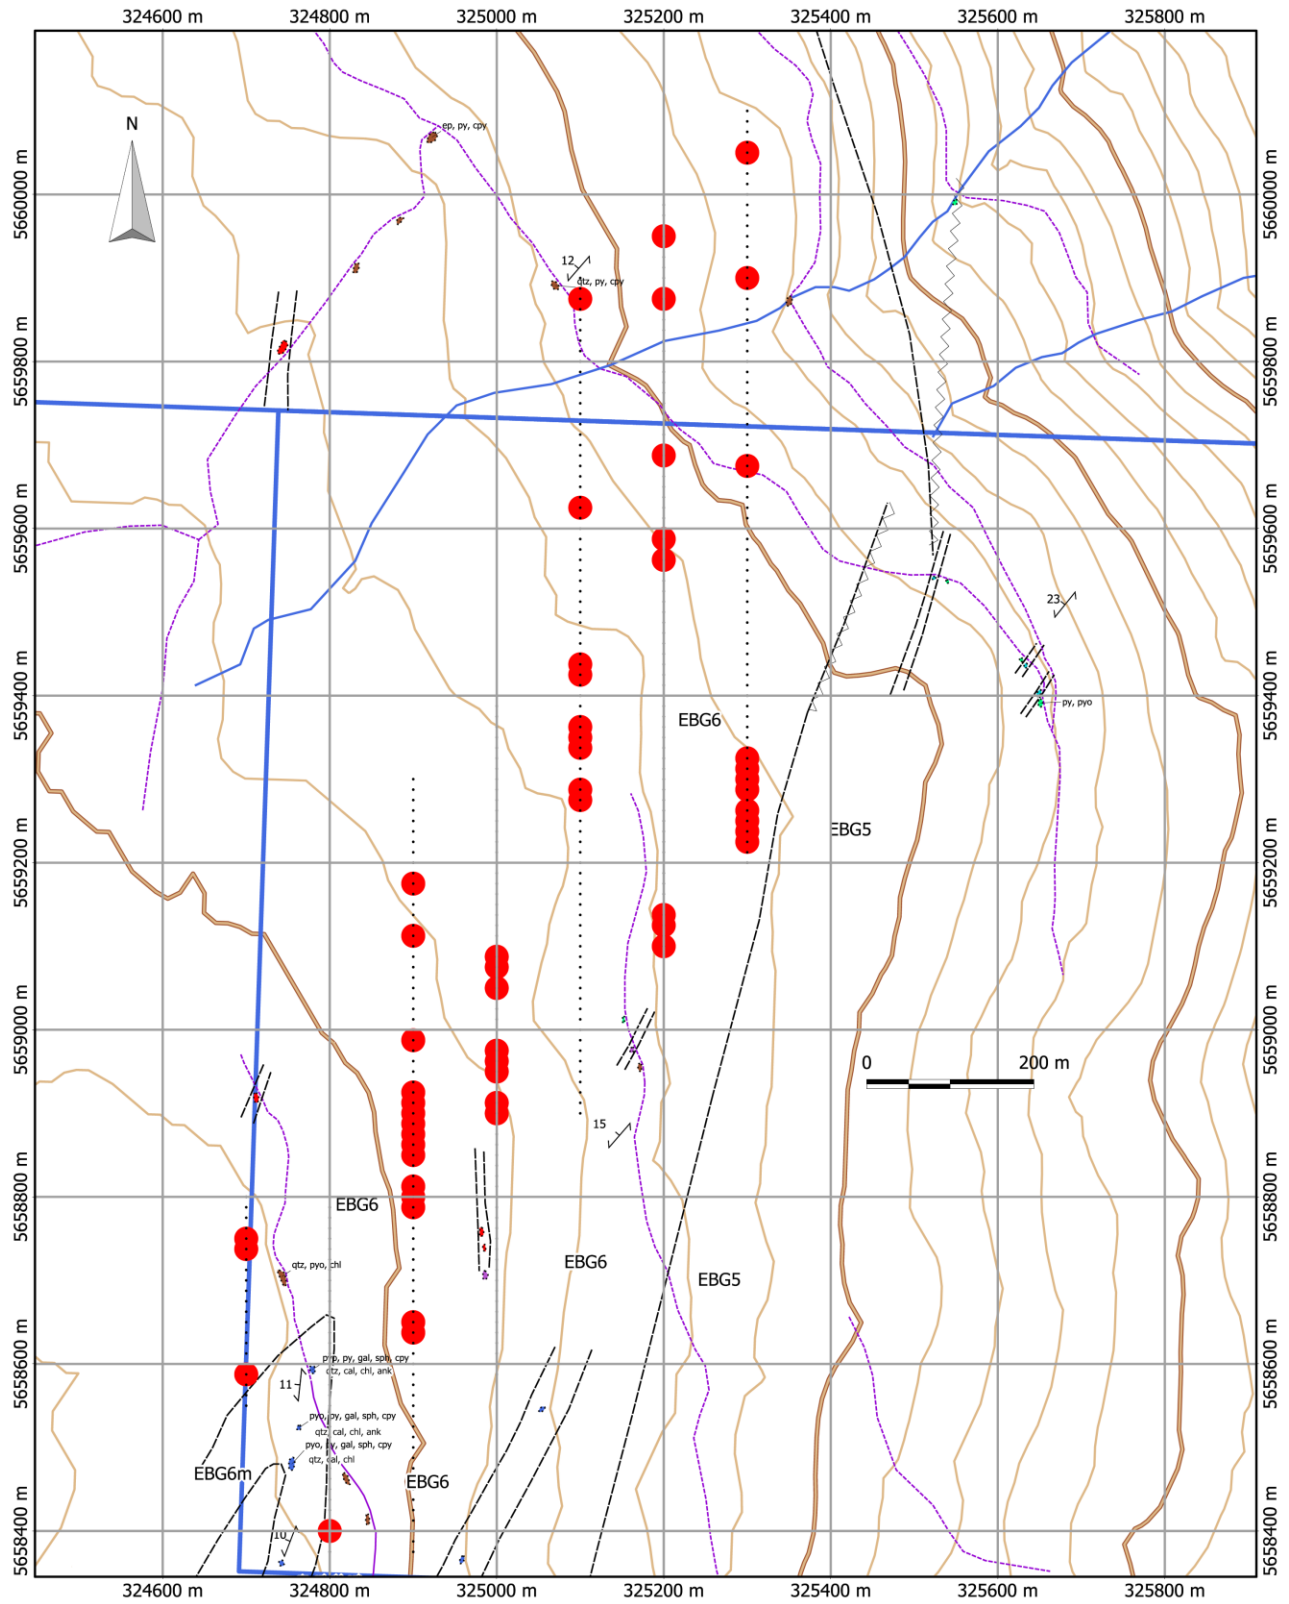 324600 m 324800 m 325000 m 325200 m 325400 m 325600 m 325800 m
N
ep, py, cpy
5660000 m 5660000 m
12
qtz, py, cpy
5659800 m 5659800 m
5659600 m 5659600 m
23
5659400 m 5659400 m
py, pyo
EBG6
EBG5
5659200 m 5659200 m
5659000 m 5659000 m
0 200 m
15
5658800 m 5658800 m
EBG6
EBG6
qtz, pyo, chl
EBG5
5658600 m 5658600 m
py, gal, sph, cpy
qtz, cal, chl, ank
11
pyo, py, gal, sph, cpy
qtz, cal, chl, ank
pyo, py, gal, sph, cpy
qtz, cal, chl
EBG6m
EBG6
5658400 m 5658400 m
10
324600 m 324800 m 325000 m 325200 m 325400 m 325600 m 325800 m